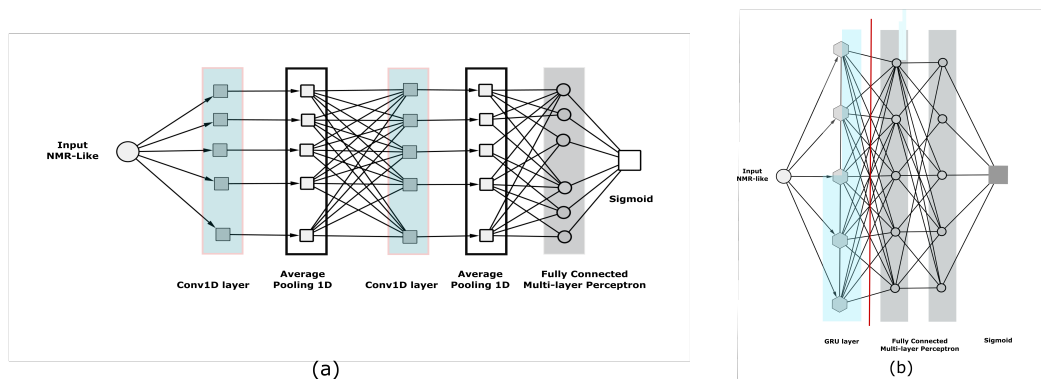 Input
NMR-Like
Conv1D layer
Average
Pooling 1D
Conv1D layer
Average
Pooling 1D
Fully Connected
Multi-layer Perceptron
Sigmoid
(a)
Input
NMR-like
GRU layer
Fully Connected
Multi-layer Perceptron
Sigmoid
(b)